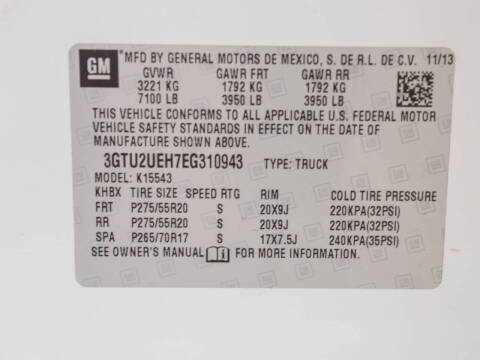 GM
MFD BY GENERAL MOTORS DE MEXICO, S. DE R.L. DE C.V. 11/13
GVWR GAWR FRT GAWR RR
3221 KG 1792 KG 1792 KG
7100 LB 3950 LB 3950 LB
THIS VEHICLE CONFORMS TO ALL APPLICABLE U.S. FEDERAL MOTOR
VEHICLE SAFETY STANDARDS IN EFFECT ON THE DATE OF
MANUFACTURE SHOWN ABOVE.
3GTU2UEH7EG310943 TYPE: TRUCK
MODEL: K15543
KHBX TIRE SIZE SPEED RTG RIM COLD TIRE PRESSURE
FRT P275/55R20 S 20X9J 220KPA(32PSI)
RR P275/55R20 S 20X9J 220KPA(32PSI)
SPA P265/70R17 S 17X7.5J 240KPA(35PSI)
SEE OWNER'S MANUAL FOR MORE INFORMATION.